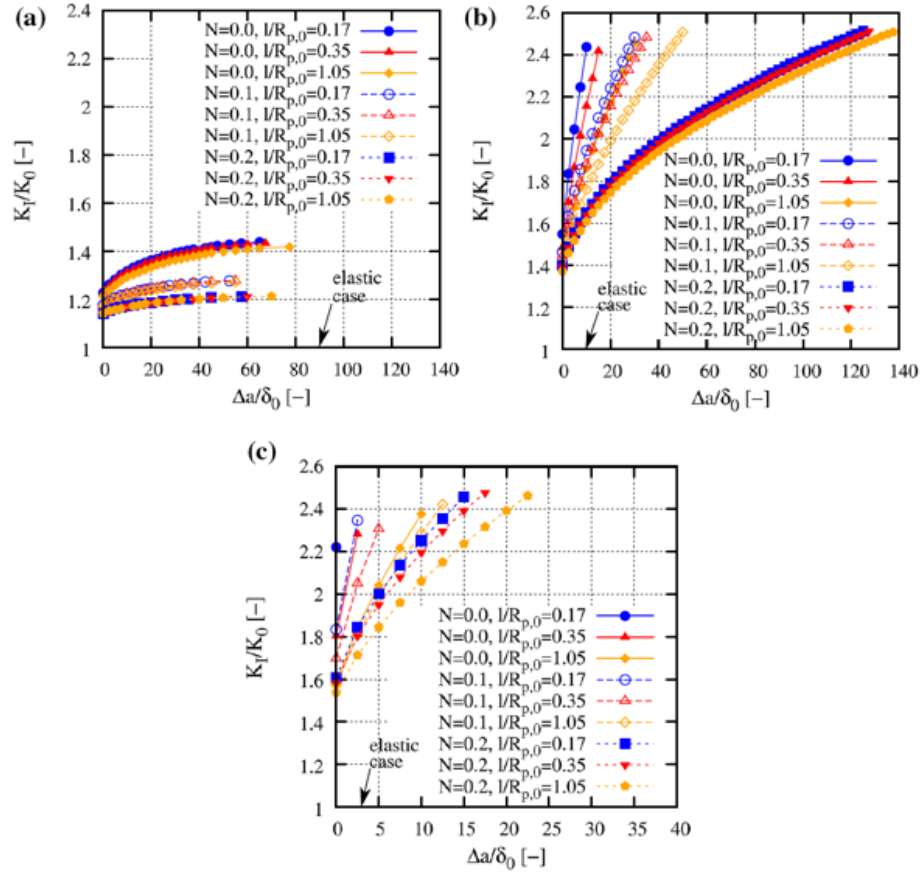 (a)
2.4
2.2
2
1.8
1.6
1.4
1.2
1
K_I/K_0 [−]
N=0.0, l/R_p,0=0.17
N=0.0, l/R_p,0=0.35
N=0.0, l/R_p,0=1.05
N=0.1, l/R_p,0=0.17
N=0.1, l/R_p,0=0.35
N=0.1, l/R_p,0=1.05
N=0.2, l/R_p,0=0.17
N=0.2, l/R_p,0=0.35
N=0.2, l/R_p,0=1.05
elastic
case
0 20 40 60 80 100 120 140
Δa/δ_0 [−]
(b)
2.6
2.4
2.2
2
1.8
1.6
1.4
1.2
1
K_I/K_0 [−]
N=0.0, l/R_p,0=0.17
N=0.0, l/R_p,0=0.35
N=0.0, l/R_p,0=1.05
N=0.1, l/R_p,0=0.17
N=0.1, l/R_p,0=0.35
N=0.1, l/R_p,0=1.05
N=0.2, l/R_p,0=0.17
N=0.2, l/R_p,0=0.35
N=0.2, l/R_p,0=1.05
elastic
case
0 20 40 60 80 100 120 140
Δa/δ_0 [−]
(c)
2.6
2.4
2.2
2
1.8
1.6
1.4
1.2
1
K_I/K_0 [−]
N=0.0, l/R_p,0=0.17
N=0.0, l/R_p,0=0.35
N=0.0, l/R_p,0=1.05
N=0.1, l/R_p,0=0.17
N=0.1, l/R_p,0=0.35
N=0.1, l/R_p,0=1.05
N=0.2, l/R_p,0=0.17
N=0.2, l/R_p,0=0.35
N=0.2, l/R_p,0=1.05
elastic
case
0 5 10 15 20 25 30 35 40
Δa/δ_0 [−]